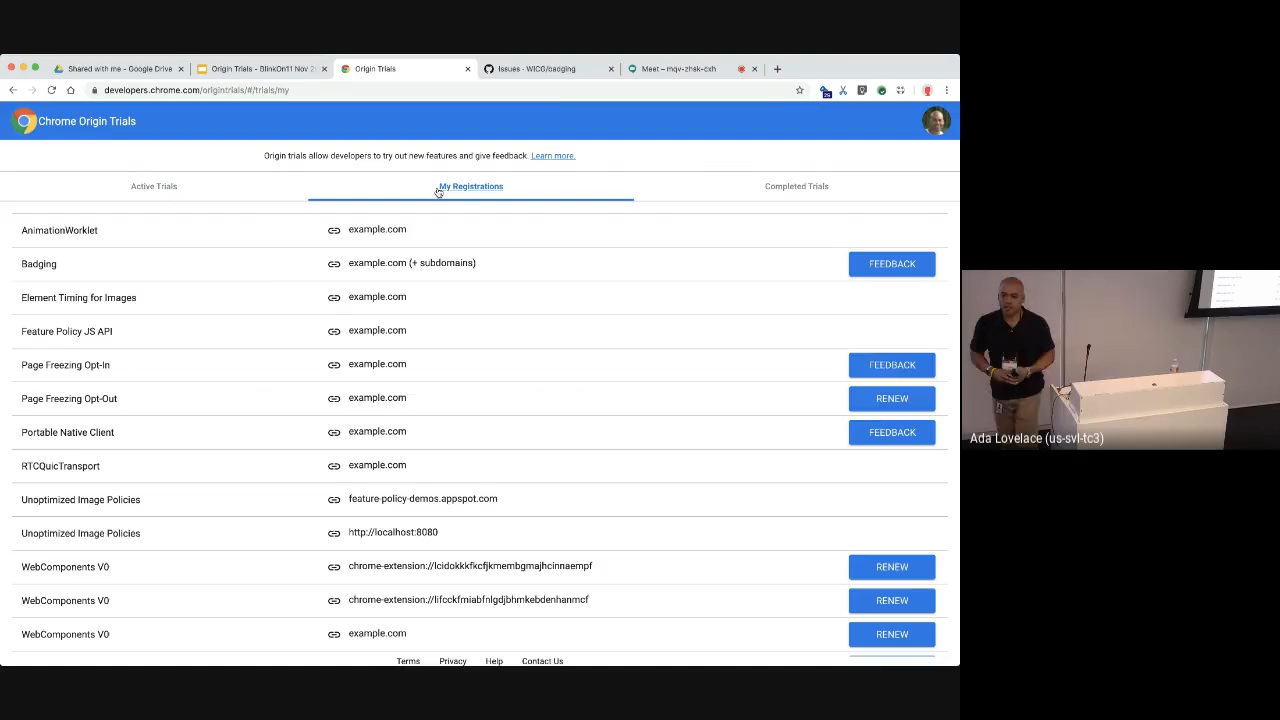 Shared with me - Google Drive
Origin Trials - BlinkOn11 Nov 2
Origin Trials
Issues · WICG/badging
Meet – mqv-zhsk-cxh
developers.chrome.com/origintrials/#/trials/my
Chrome Origin Trials
Origin trials allow developers to try out new features and give feedback. Learn more.
Active Trials
My Registrations
Completed Trials
AnimationWorklet example.com
Badging example.com (+ subdomains) FEEDBACK
Element Timing for Images example.com
Feature Policy JS API example.com
Page Freezing Opt-In example.com FEEDBACK
Page Freezing Opt-Out example.com RENEW
Portable Native Client example.com FEEDBACK
RTCQuicTransport example.com
Unoptimized Image Policies feature-policy-demos.appspot.com
Unoptimized Image Policies http://localhost:8080
WebComponents V0 chrome-extension://lcidokkkfkcfjkmembgmajhcinnaempf RENEW
WebComponents V0 chrome-extension://lifcckfmiabfnlgdjbhmkebdenhanmcf RENEW
WebComponents V0 example.com RENEW
Terms Privacy Help Contact Us
Ada Lovelace (us-svl-tc3)